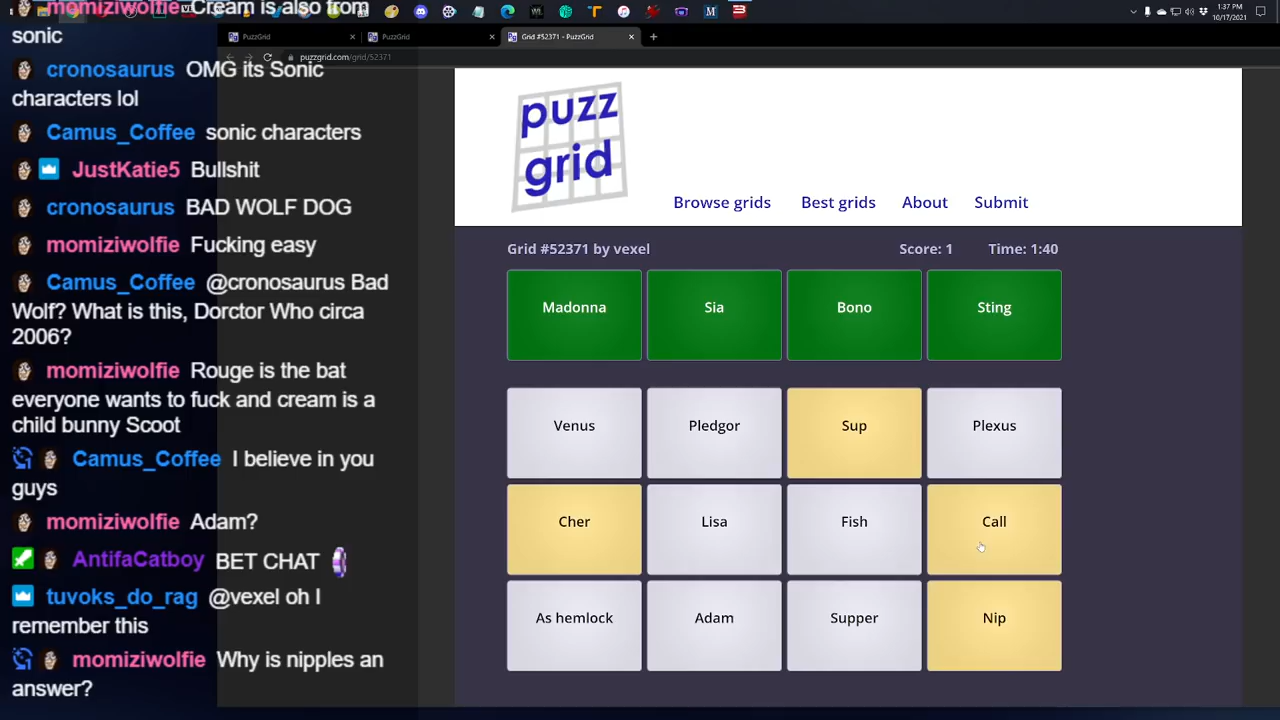 momiziwolfie Cream is also from
sonic
cronosaurus OMG its Sonic
characters lol
Camus_Coffee sonic characters
JustKatie5 Bullshit
cronosaurus BAD WOLF DOG
momiziwolfie Fucking easy
Camus_Coffee @cronosaurus Bad
Wolf? What is this, Dorctor Who circa
2006?
momiziwolfie Rouge is the bat
everyone wants to fuck and cream is a
child bunny Scoot
Camus_Coffee I believe in you
guys
momiziwolfie Adam?
AntifaCatboy BET CHAT
tuvoks_do_rag @vexel oh I
remember this
momiziwolfie Why is nipples an
answer?
1:37 PM
10/17/2021
PuzzGrid
PuzzGrid
Grid #52371 - PuzzGrid
puzzgrid.com/grid/52371
puzz
grid
Browse grids Best grids About Submit
Grid #52371 by vexel Score: 1 Time: 1:40
Madonna Sia Bono Sting
Venus Pledgor Sup Plexus
Cher Lisa Fish Call
As hemlock Adam Supper Nip